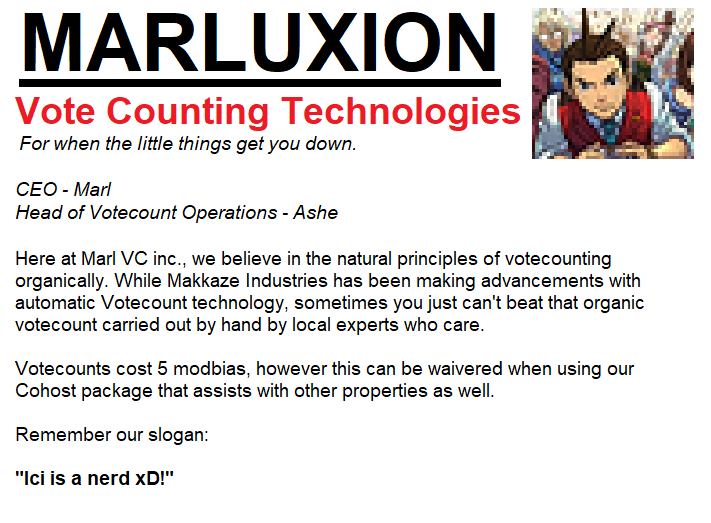 MARLUXION
Vote Counting Technologies
For when the little things get you down.
CEO - Marl
Head of Votecount Operations - Ashe
Here at Marl VC inc., we believe in the natural principles of votecounting
organically. While Makkaze Industries has been making advancements with
automatic Votecount technology, sometimes you just can't beat that organic
votecount carried out by hand by local experts who care.
Votecounts cost 5 modbias, however this can be waivered when using our
Cohost package that assists with other properties as well.
Remember our slogan:
"Ici is a nerd xD!"